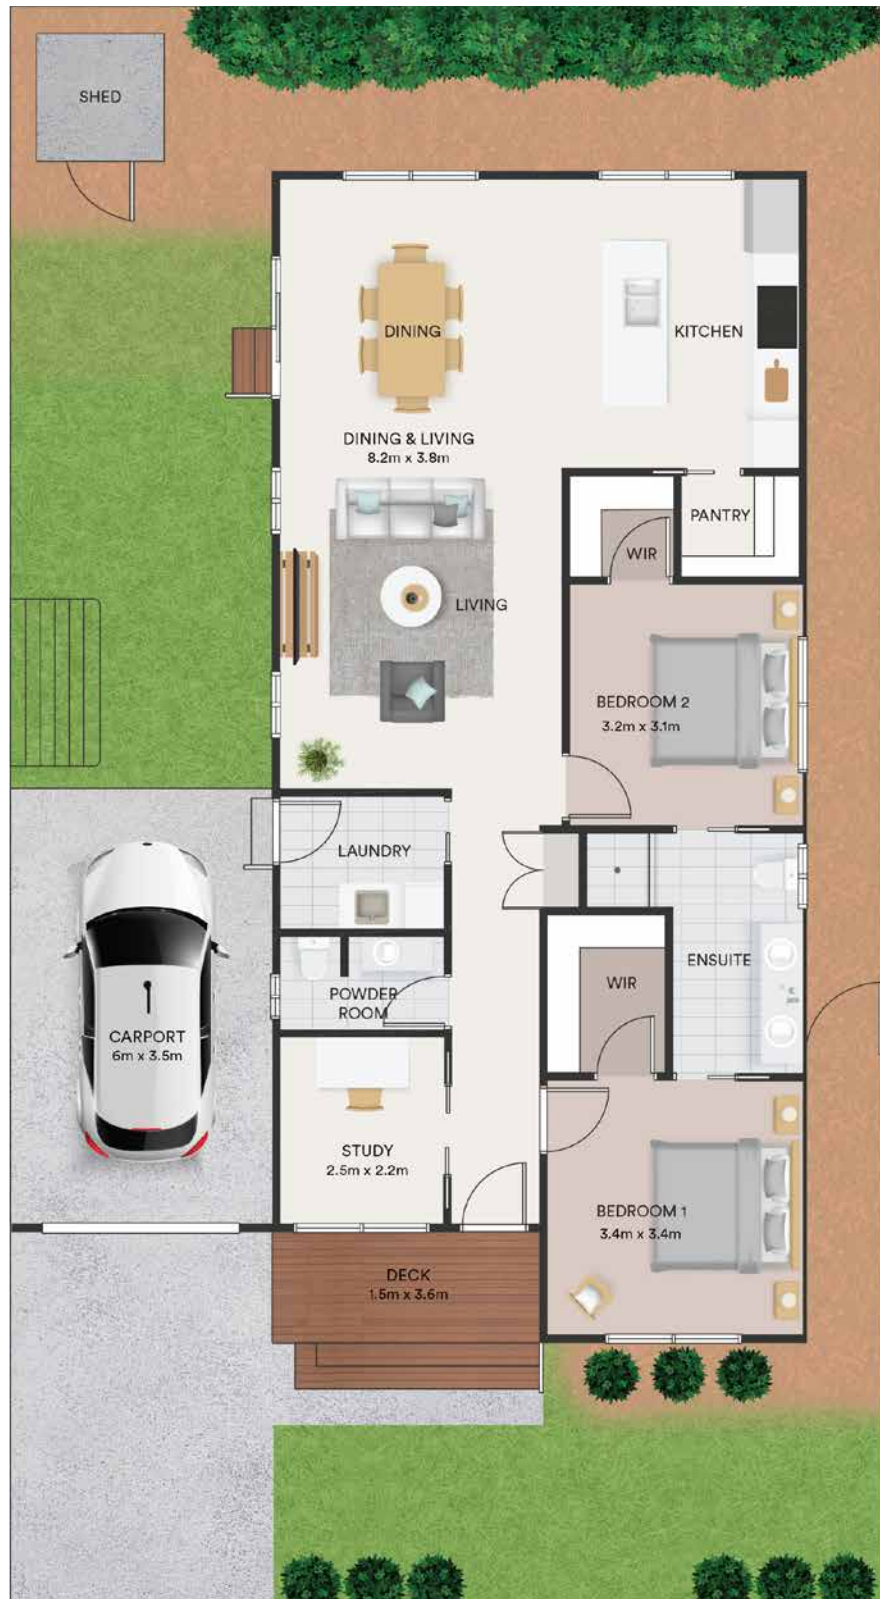 SHED
DINING
KITCHEN
DINING & LIVING
8.2m x 3.8m
PANTRY
WIR
LIVING
BEDROOM 2
3.2m x 3.1m
LAUNDRY
ENSUITE
WIR
POWDER
ROOM
CARPORT
6m x 3.5m
STUDY
2.5m x 2.2m
BEDROOM 1
3.4m x 3.4m
DECK
1.5m x 3.6m